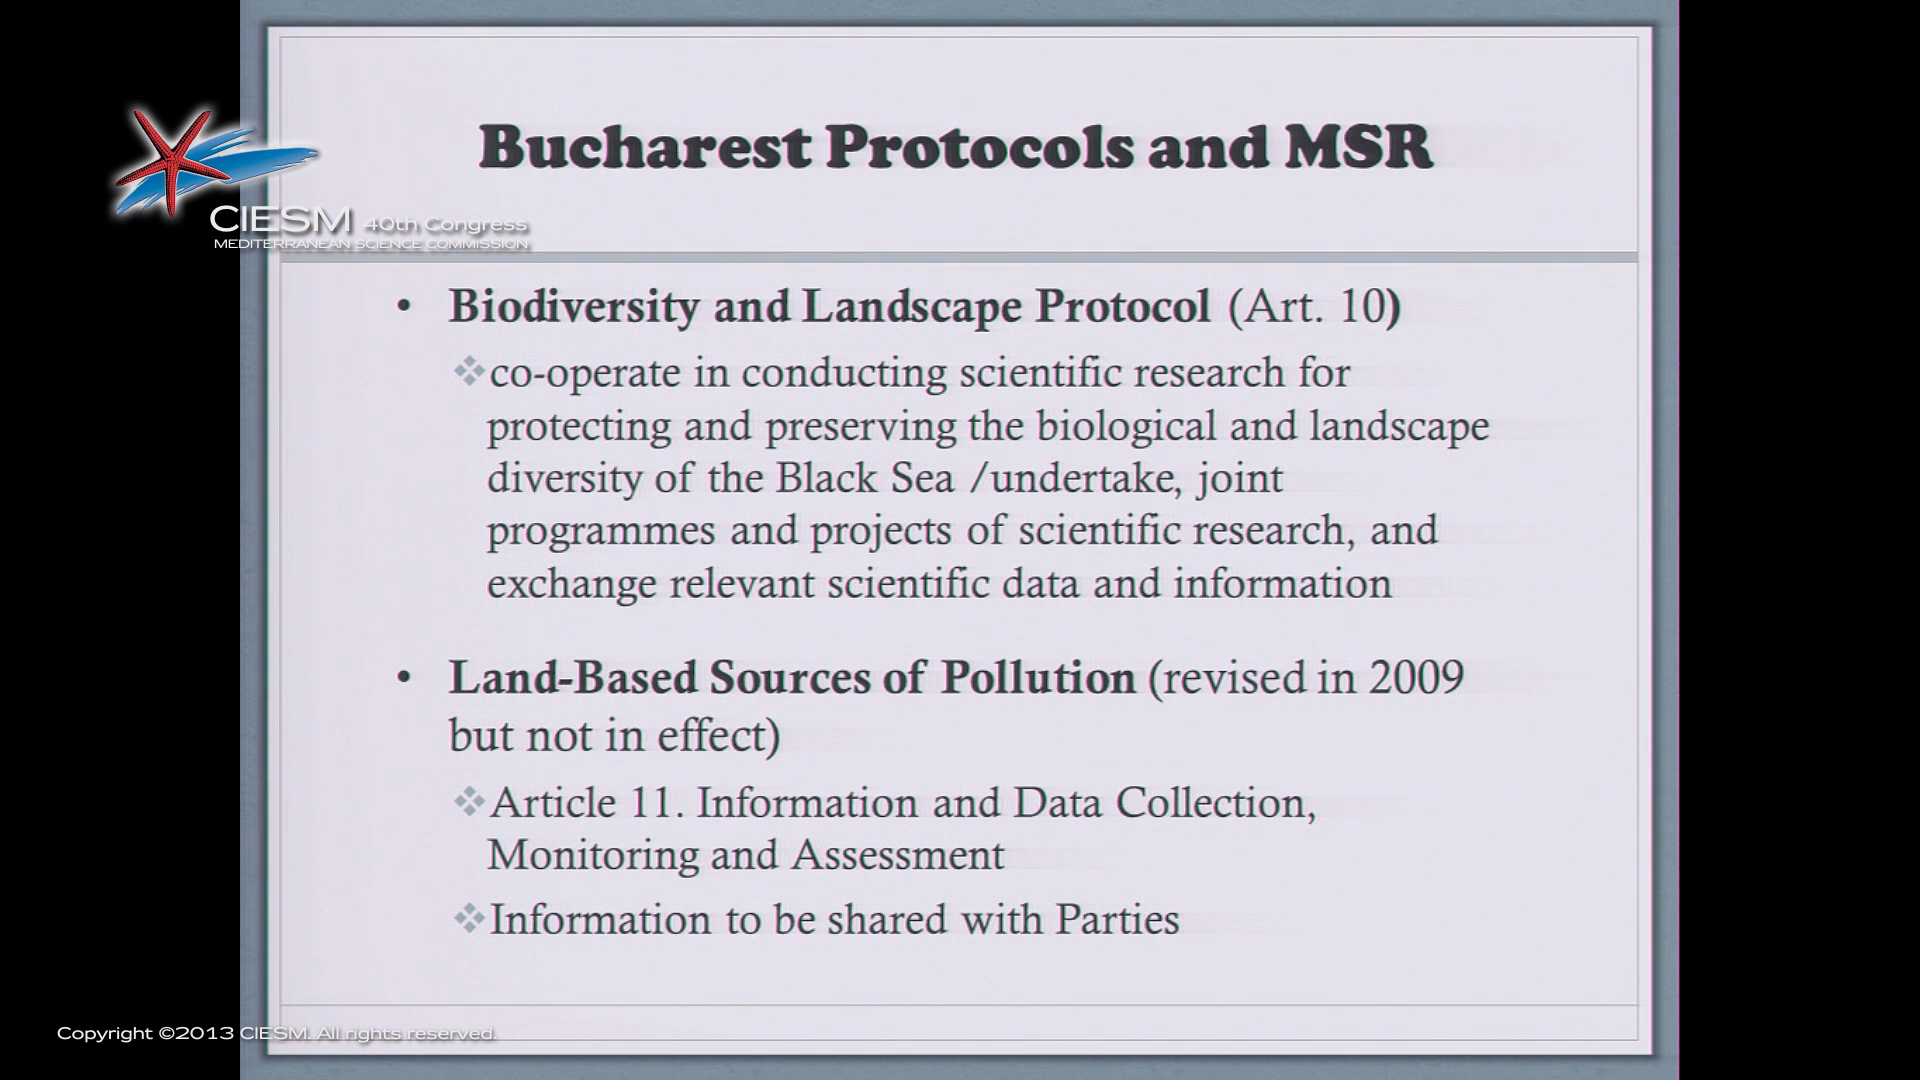 Bucharest Protocols and MSR
CIESM 40th Congress
MEDITERRANEAN SCIENCE COMMISSION
• Biodiversity and Landscape Protocol (Art. 10)
❖co-operate in conducting scientific research for
protecting and preserving the biological and landscape
diversity of the Black Sea /undertake, joint
programmes and projects of scientific research, and
exchange relevant scientific data and information
• Land-Based Sources of Pollution (revised in 2009
but not in effect)
❖Article 11. Information and Data Collection,
Monitoring and Assessment
❖Information to be shared with Parties
Copyright ©2013 CIESM. All rights reserved.